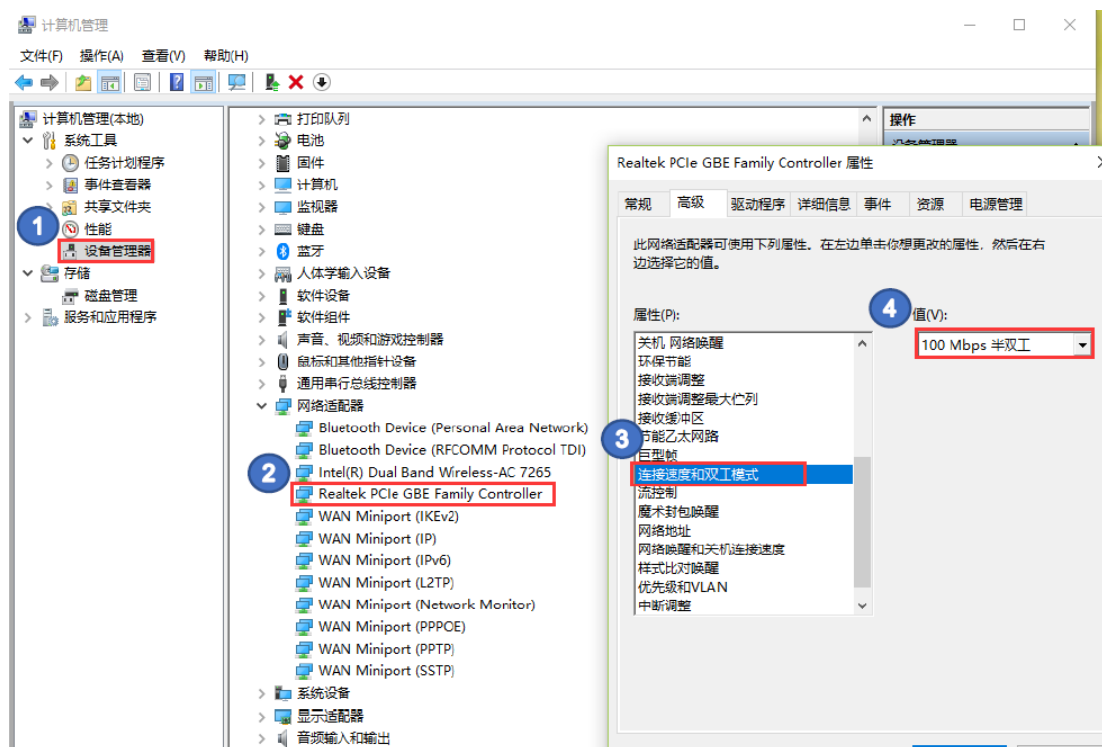 计算机管理
文件(F) 操作(A) 查看(V) 帮助(H)
计算机管理(本地)
系统工具
任务计划程序
事件查看器
共享文件夹
1
性能
设备管理器
存储
磁盘管理
服务和应用程序
打印队列
电池
固件
计算机
监视器
键盘
蓝牙
人体学输入设备
软件设备
软件组件
声音、视频和游戏控制器
鼠标和其他指针设备
通用串行总线控制器
网络适配器
Bluetooth Device (Personal Area Network)
Bluetooth Device (RFCOMM Protocol TDI)
2
Intel(R) Dual Band Wireless-AC 7265
Realtek PCIe GBE Family Controller
WAN Miniport (IKEv2)
WAN Miniport (IP)
WAN Miniport (IPv6)
WAN Miniport (L2TP)
WAN Miniport (Network Monitor)
WAN Miniport (PPPOE)
WAN Miniport (PPTP)
WAN Miniport (SSTP)
系统设备
显示适配器
音频输入和输出
操作
设备管理器
Realtek PCIe GBE Family Controller 属性
常规 高级 驱动程序 详细信息 事件 资源 电源管理
此网络适配器可使用下列属性。在左边单击你想更改的属性，然后在右
边选择它的值。
属性(P):
4
值(V):
100 Mbps 半双工
关机 网络唤醒
环保节能
接收端调整
接收端调整最大伫列
接收缓冲区
3
节能乙太网路
巨型帧
连接速度和双工模式
流控制
魔术封包唤醒
网络地址
网络唤醒和关机连接速度
样式比对唤醒
优先级和VLAN
中断调整